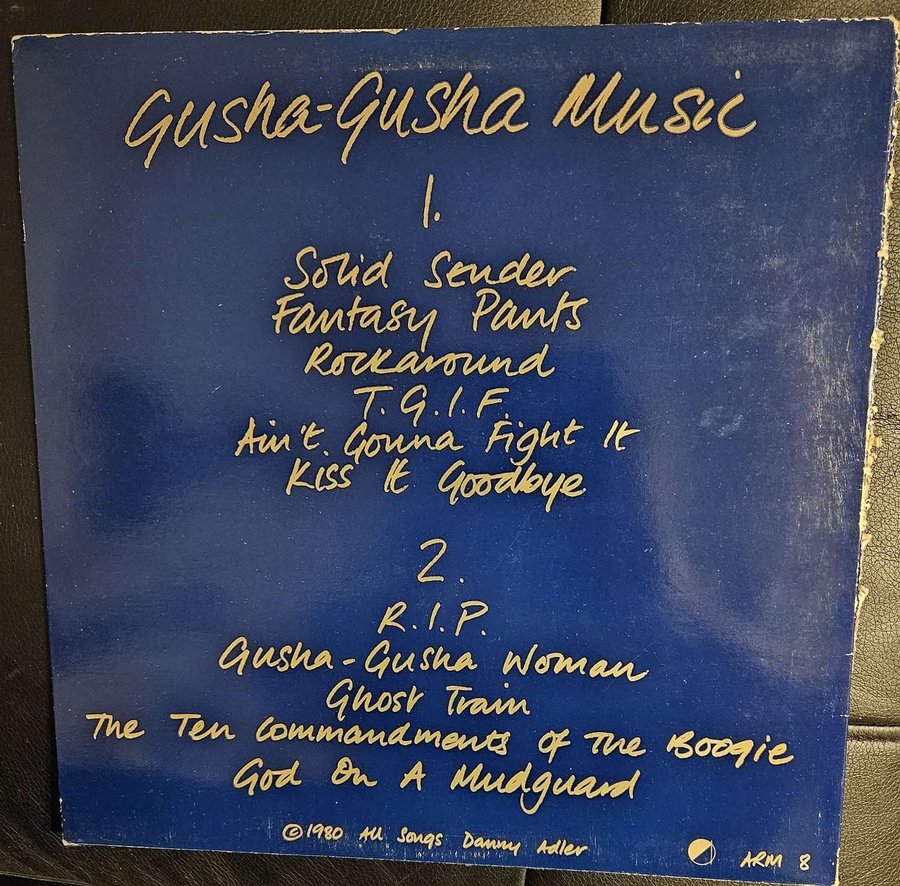 Gusha-Gusha Music
1.
Solid Sender
Fantasy Pants
Rockaround
T.G.I.F.
Ain't Gonna Fight It
Kiss It Goodbye
2.
R.I.P.
Gusha-Gusha Woman
Ghost Train
The Ten Commandments Of The Boogie
God On A Mudguard
©1980 All Songs Danny Adler
ARM 8